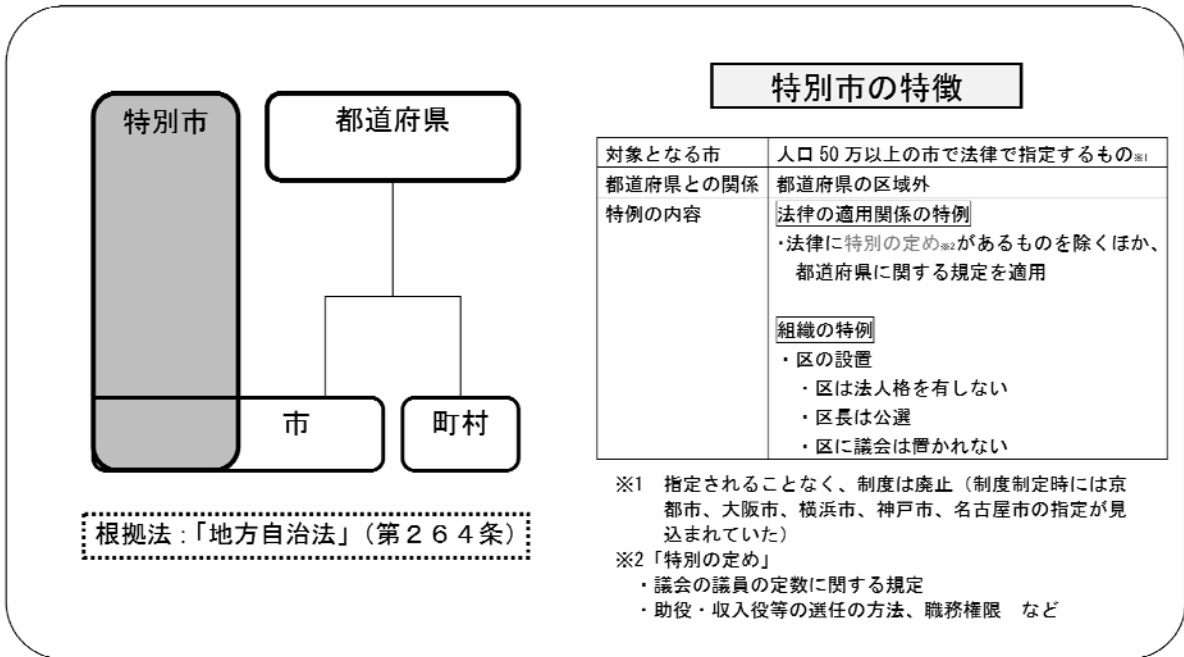 特別市
都道府県
市
町村
根拠法：「地方自治法」（第２６４条）
特別市の特徴
対象となる市 人口50万以上の市で法律で指定するもの※1
都道府県との関係 都道府県の区域外
特例の内容 法律の適用関係の特例
・法律に特別の定め※2があるものを除くほか、
都道府県に関する規定を適用
組織の特例
・区の設置
・区は法人格を有しない
・区長は公選
・区に議会は置かれない
※1 指定されることなく、制度は廃止（制度制定時には京
都市、大阪市、横浜市、神戸市、名古屋市の指定が見
込まれていた）
※2「特別の定め」
・議会の議員の定数に関する規定
・助役・収入役等の選任の方法、職務権限 など